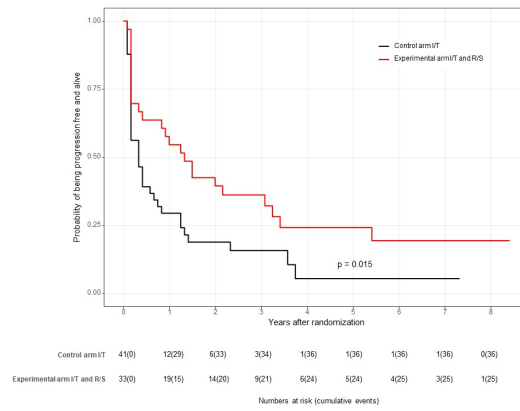 1.00
0.75
0.50
0.25
0.00
Probability of being progression free and alive
Control arm I/T
Experimental arm I/T and R/S
p = 0.015
0 1 2 3 4 5 6 7 8
Years after randomization
Control arm I/T 41(0) 12(29) 6(33) 3(34) 1(36) 1(36) 1(36) 1(36) 0(36)
Experimental arm I/T and R/S 33(0) 19(15) 14(20) 9(21) 6(24) 5(24) 4(25) 3(25) 1(25)
Numbers at risk (cumulative events)